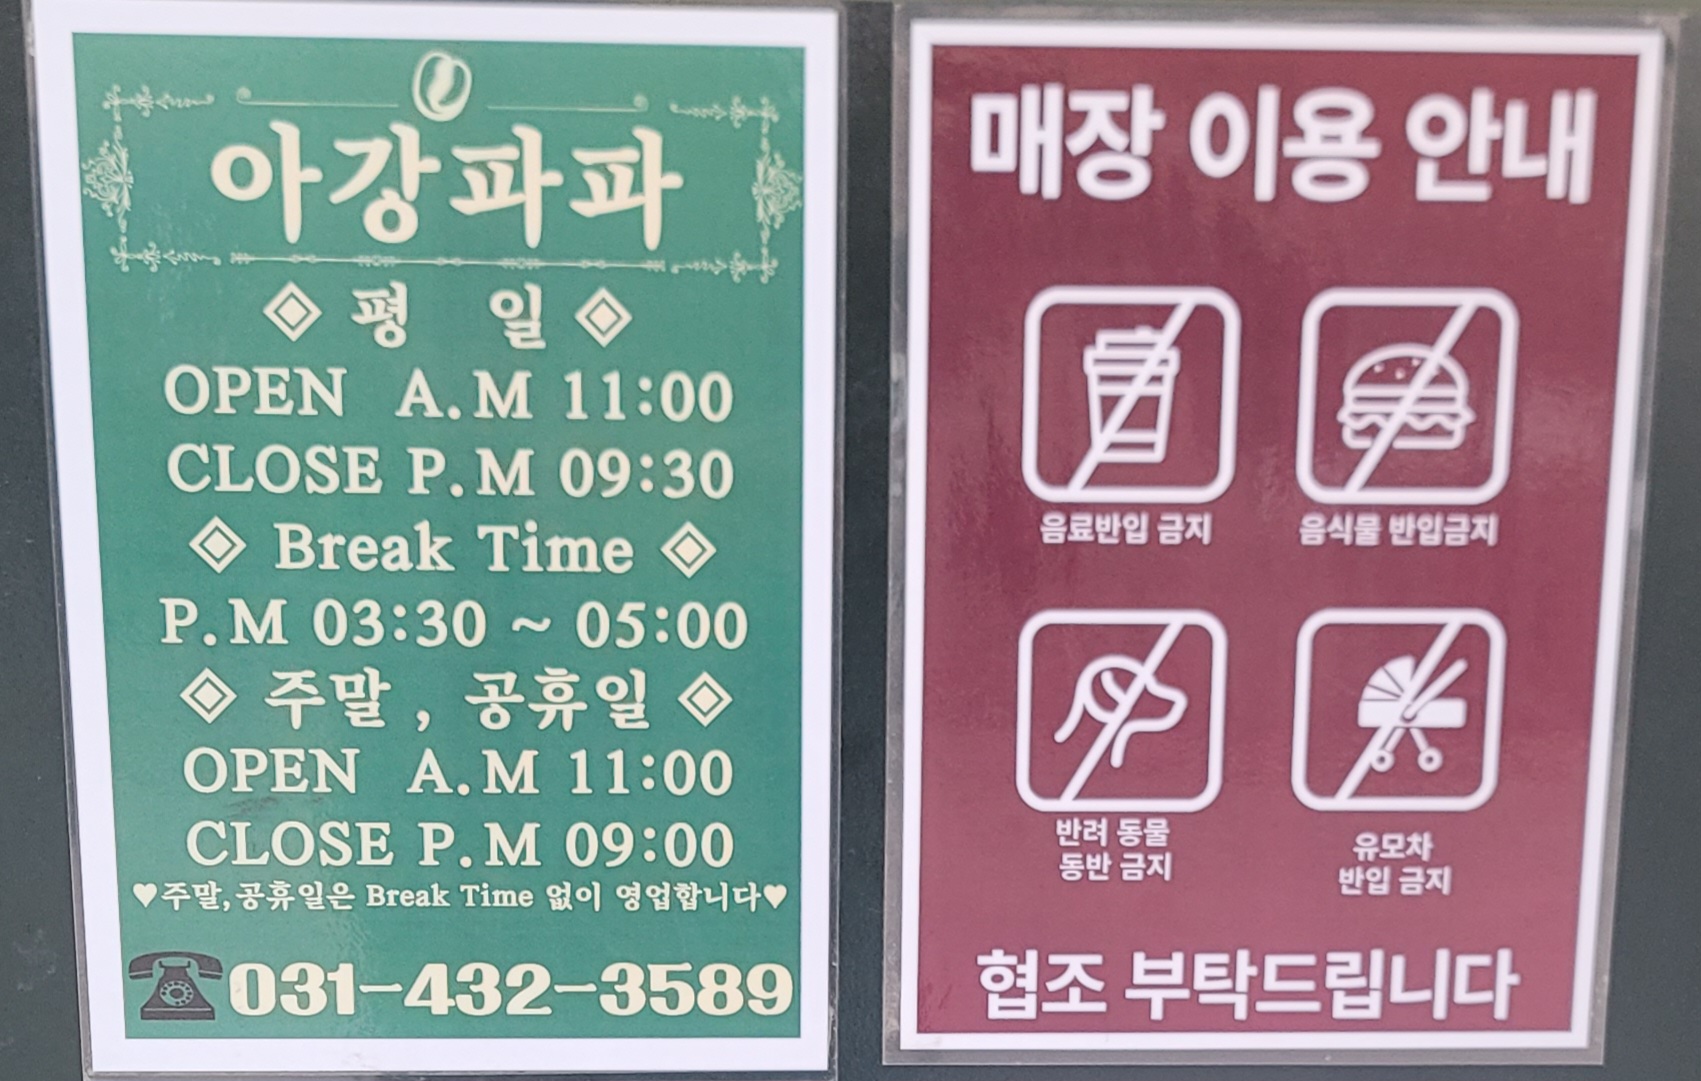 아강파파
◈ 평 일 ◈
OPEN A.M 11:00
CLOSE P.M 09:30
◈ Break Time ◈
P.M 03:30 ~ 05:00
◈ 주말, 공휴일 ◈
OPEN A.M 11:00
CLOSE P.M 09:00
♥주말,공휴일은 Break Time 없이 영업합니다♥
031-432-3589
매장 이용 안내
음료반입 금지
음식물 반입금지
반려 동물
동반 금지
유모차
반입 금지
협조 부탁드립니다